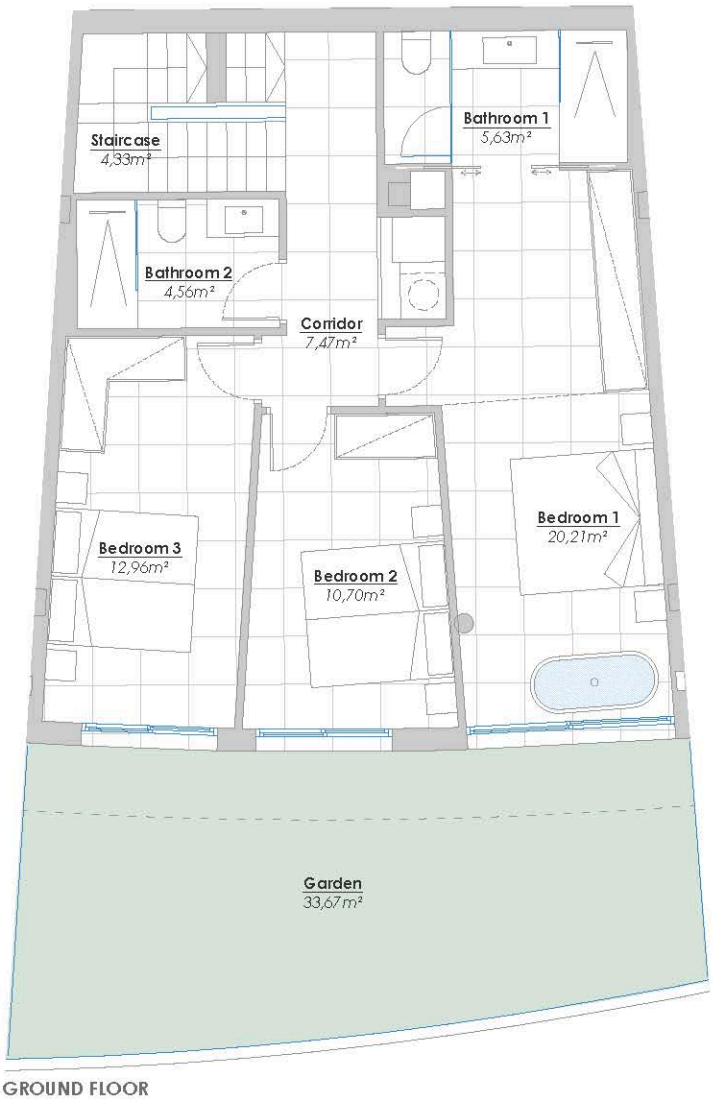 Bathroom 1
5,63m²
Staircase
4,33m²
Bathroom 2
4,56m²
Corridor
7,47m²
Bedroom 1
20,21m²
Bedroom 3
12,96m²
Bedroom 2
10,70m²
Garden
33,67m²
GROUND FLOOR